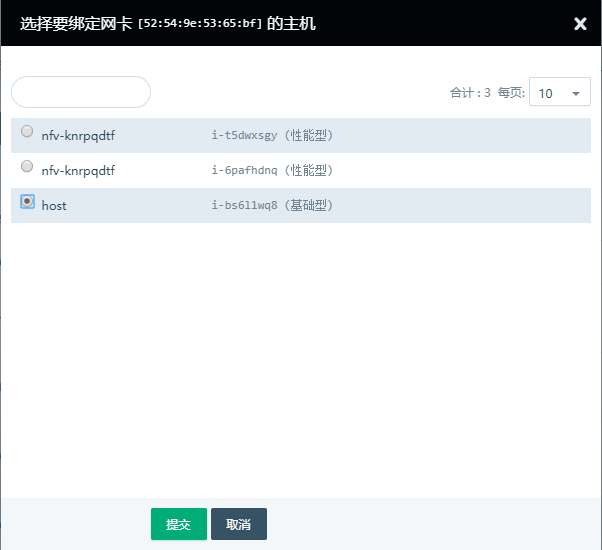 选择要绑定网卡 [52:54:9e:53:65:bf] 的主机
合计 : 3 每页: 10
nfv-knrpqdtf i-t5dwxsgy (性能型)
nfv-knrpqdtf i-6pafhdnq (性能型)
host i-bs6l1wq8 (基础型)
提交 取消